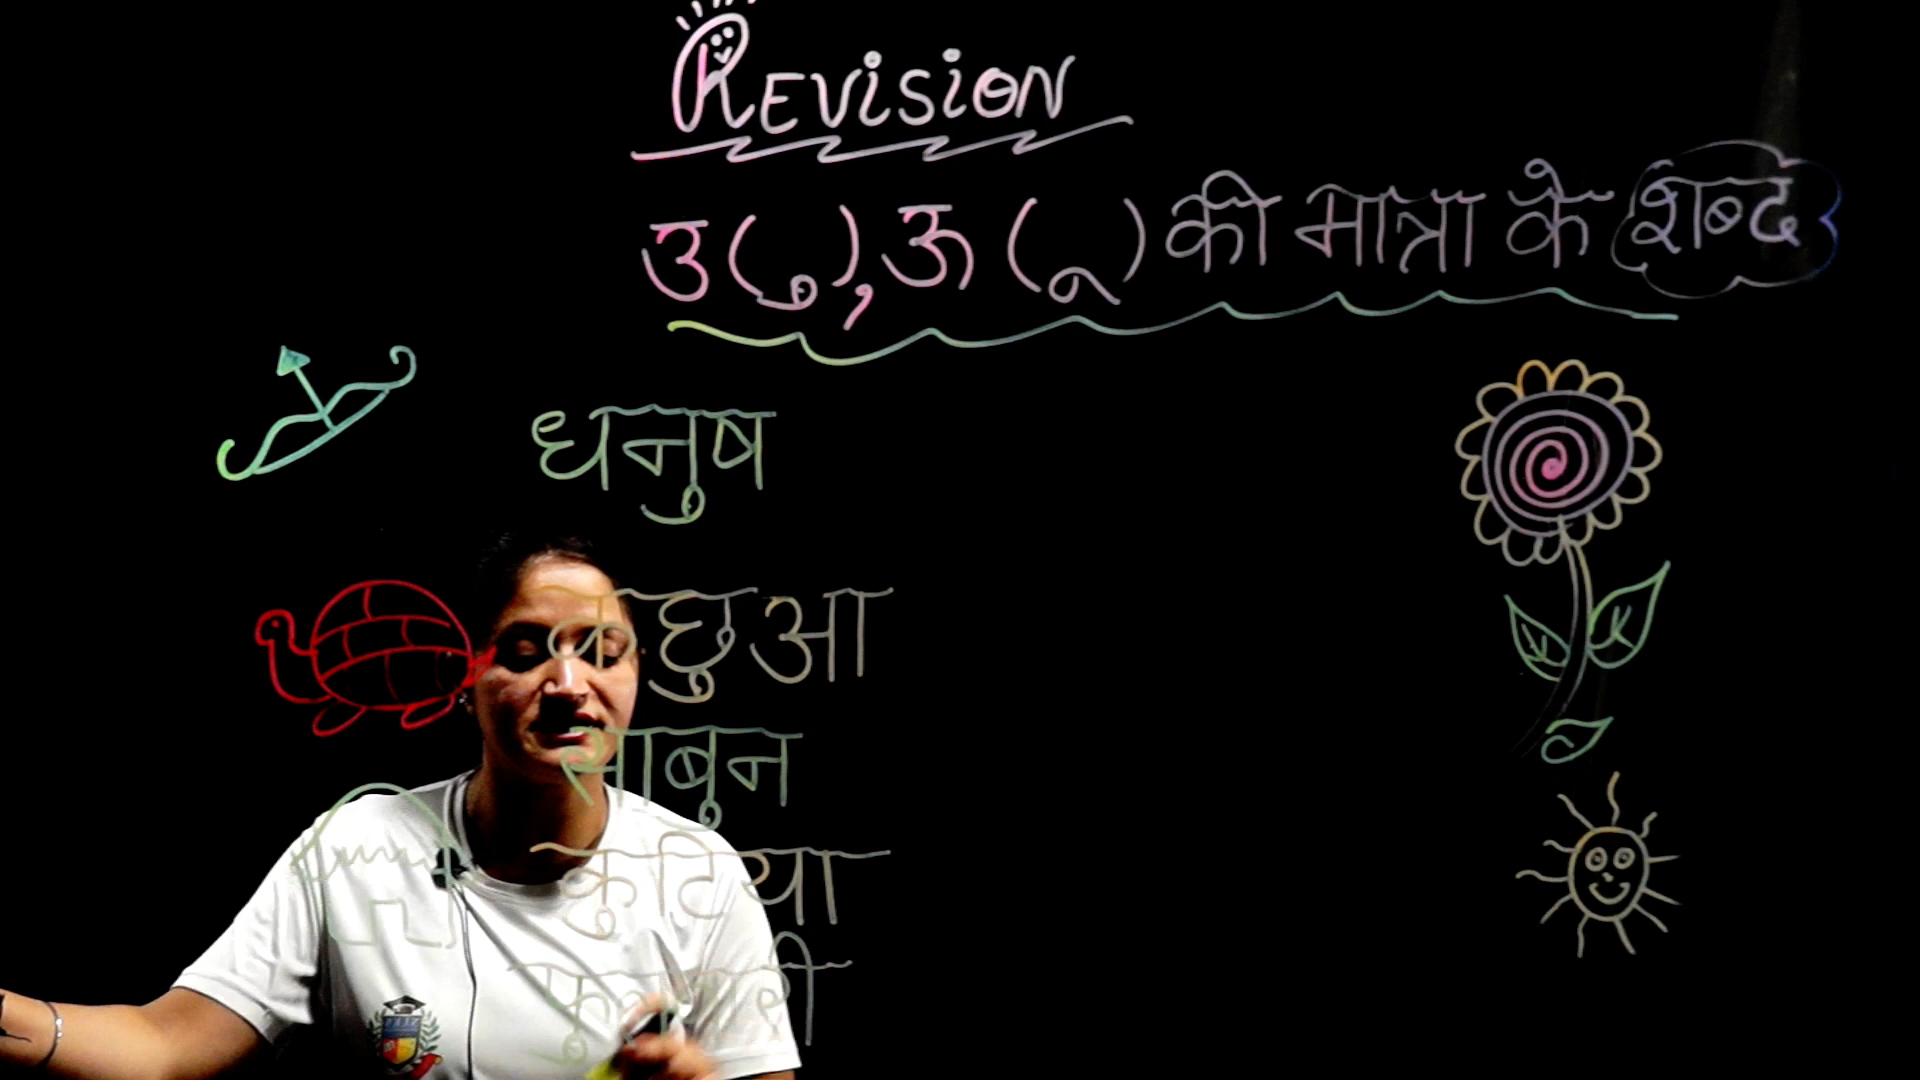 REVISION
उ ( ु ), ऊ ( ू ) की मात्रा के शब्द
धनुष
कछुआ
साबुन
कुटिया